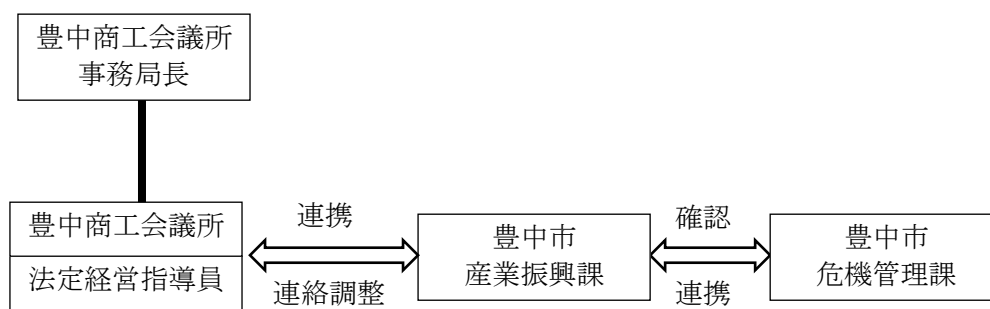 豊中商工会議所
事務局長
豊中商工会議所
法定経営指導員
連携
連絡調整
豊中市
産業振興課
確認
連携
豊中市
危機管理課